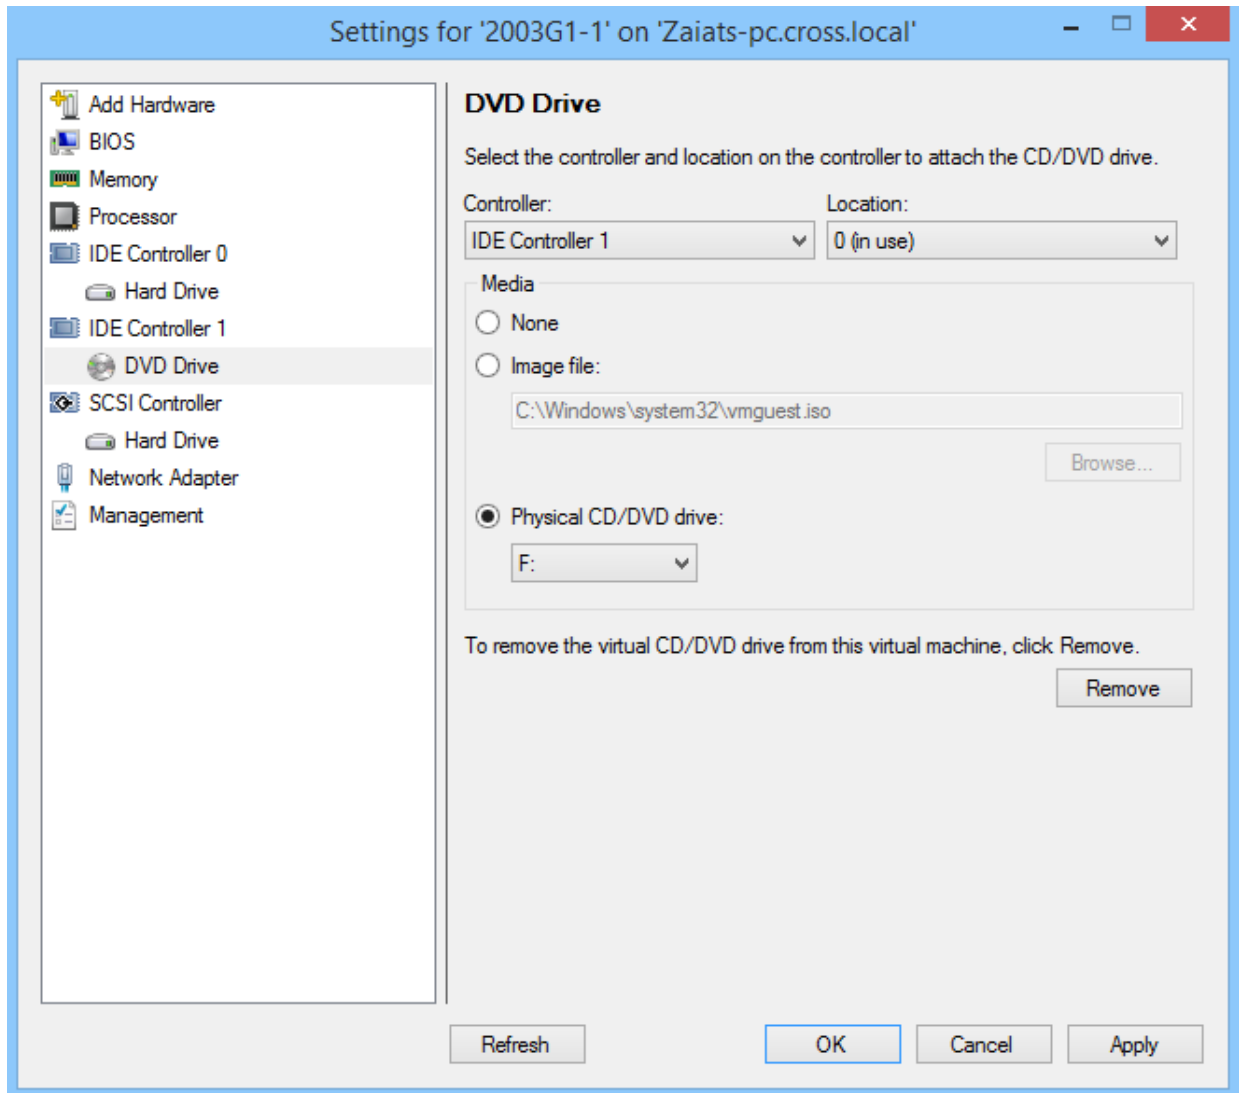 Settings for '2003G1-1' on 'Zaiats-pc.cross.local'
Add Hardware
BIOS
Memory
Processor
IDE Controller 0
Hard Drive
IDE Controller 1
DVD Drive
SCSI Controller
Hard Drive
Network Adapter
Management
DVD Drive
Select the controller and location on the controller to attach the CD/DVD drive.
Controller: Location:
IDE Controller 1 0 (in use)
Media
None
Image file:
C:\Windows\system32\vmguest.iso
Browse...
Physical CD/DVD drive:
F:
To remove the virtual CD/DVD drive from this virtual machine, click Remove.
Remove
Refresh OK Cancel Apply